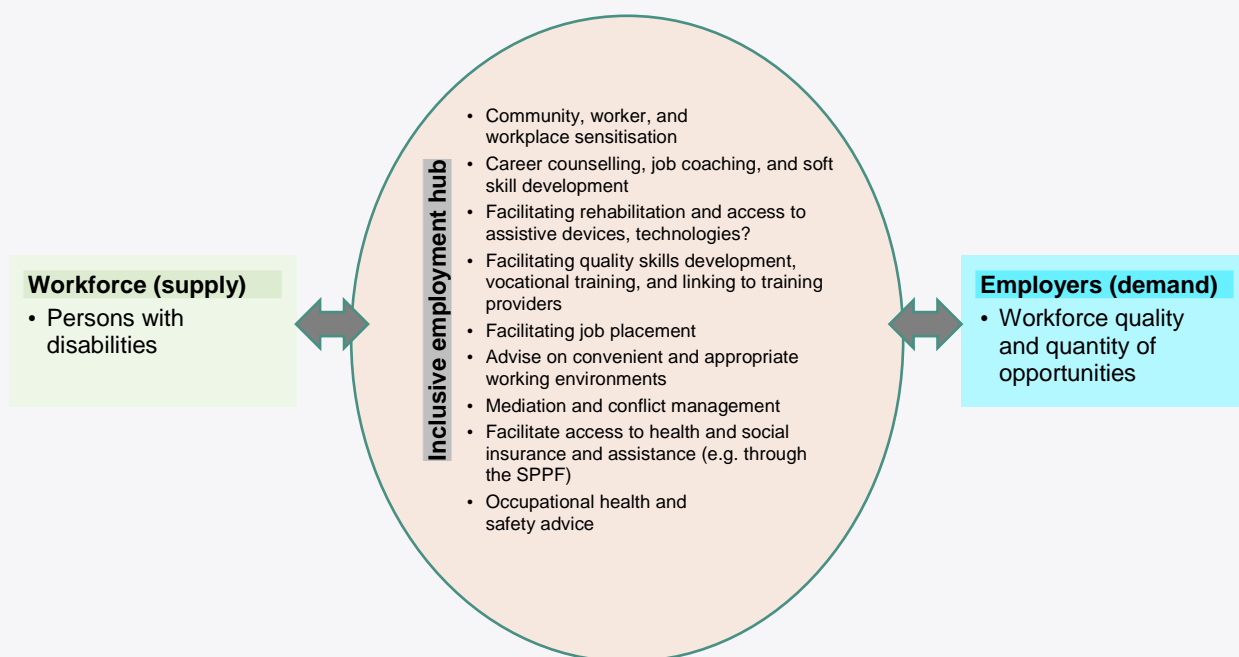 Workforce (supply)
• Persons with
disabilities
Inclusive employment hub
• Community, worker, and
workplace sensitisation
• Career counselling, job coaching, and soft
skill development
• Facilitating rehabilitation and access to
assistive devices, technologies?
• Facilitating quality skills development,
vocational training, and linking to training
providers
• Facilitating job placement
• Advise on convenient and appropriate
working environments
• Mediation and conflict management
• Facilitate access to health and social
insurance and assistance (e.g. through
the SPPF)
• Occupational health and
safety advice
Employers (demand)
• Workforce quality
and quantity of
opportunities